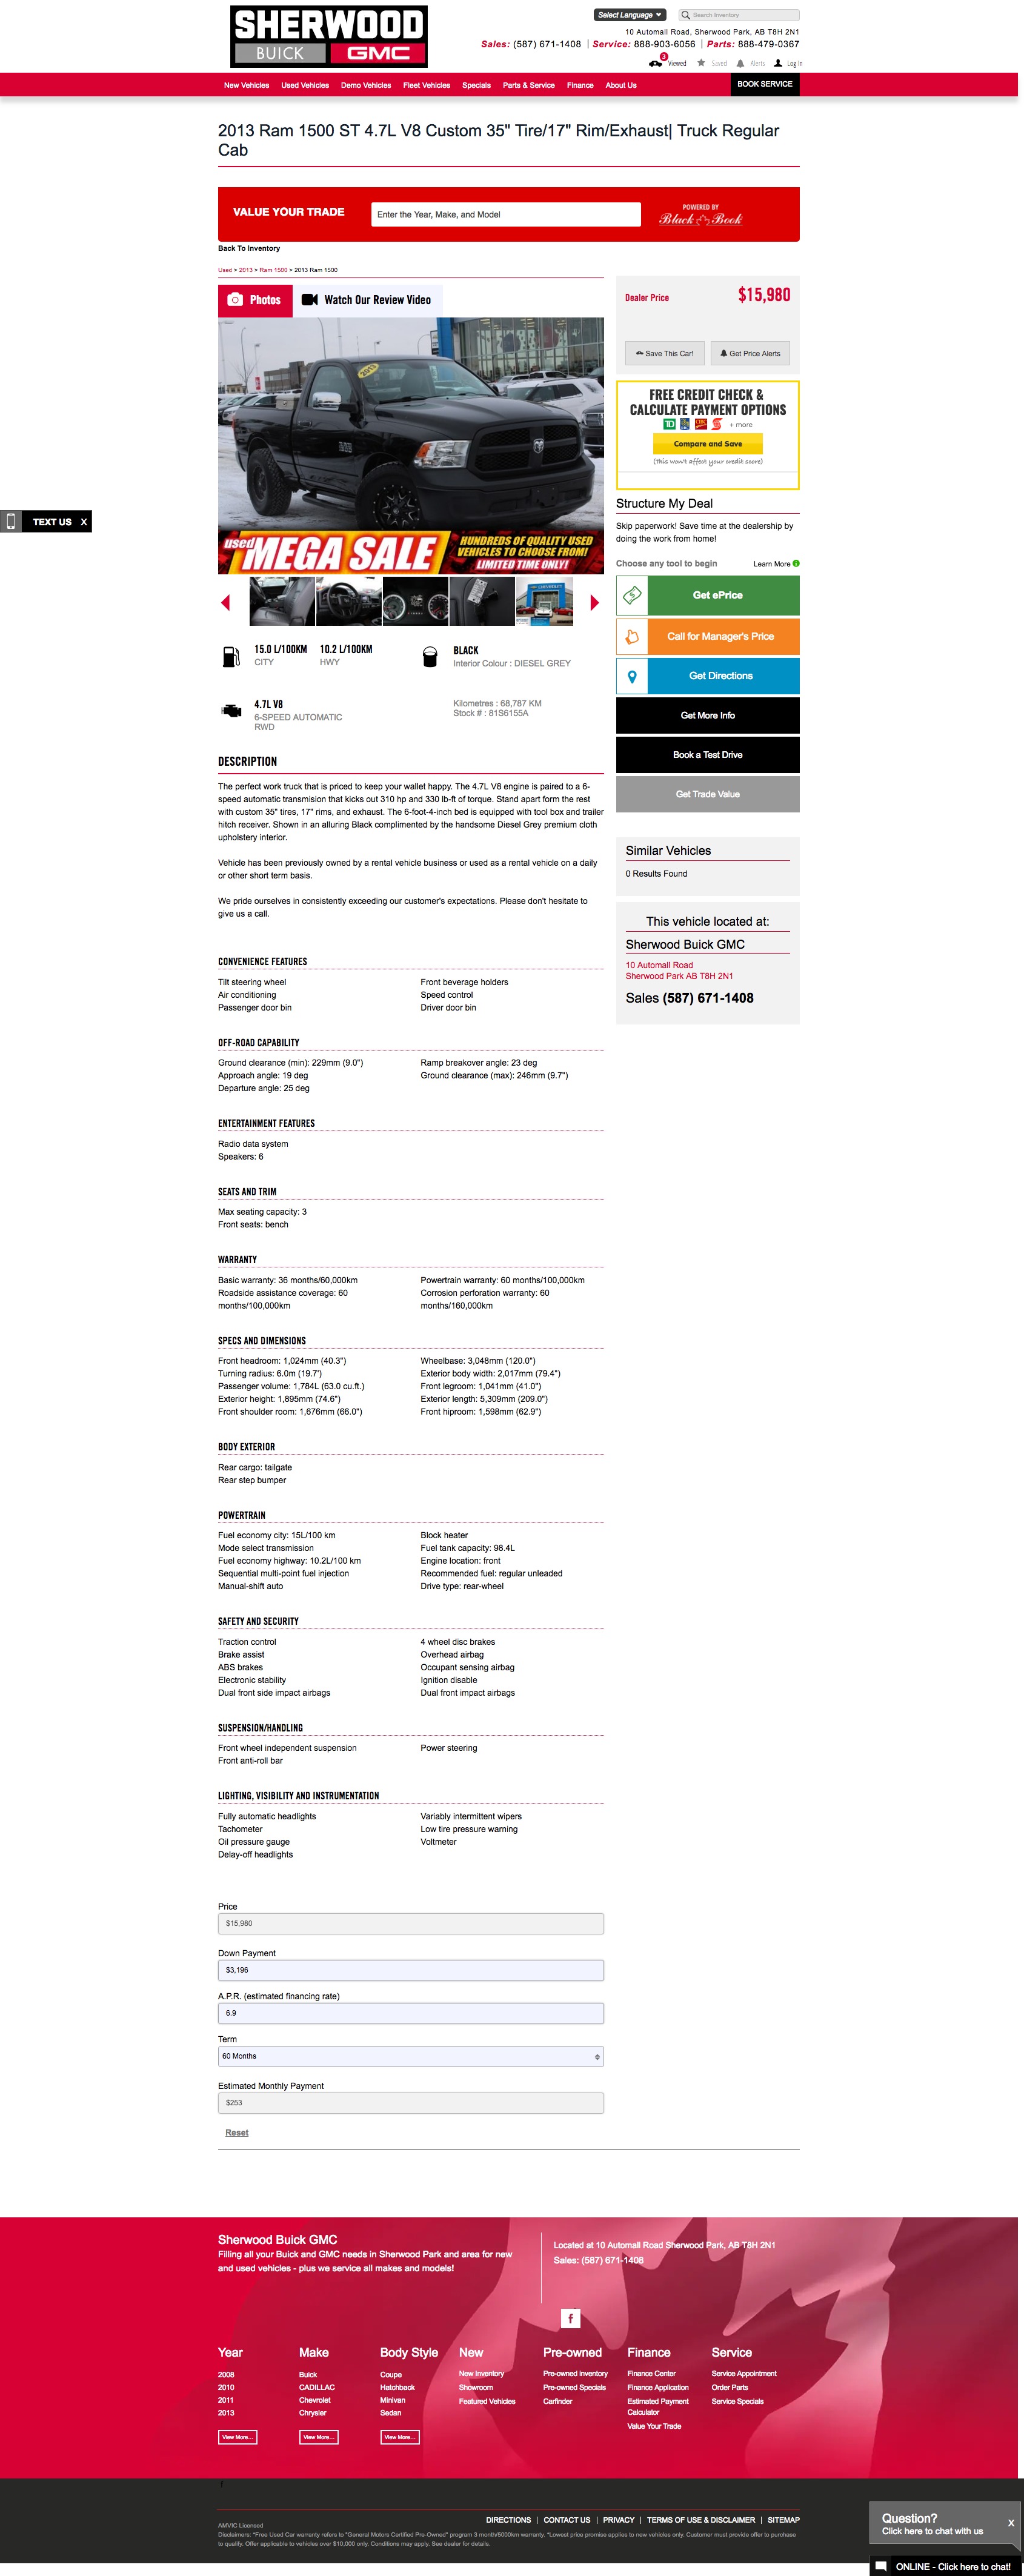 SHERWOOD
BUICK GMC
Select Language
Search Inventory
10 Automall Road, Sherwood Park, AB T8H 2N1
Sales: (587) 671-1408 | Service: 888-903-6056 | Parts: 888-479-0367
3
Viewed Saved Alerts Log In
New Vehicles Used Vehicles Demo Vehicles Fleet Vehicles Specials Parts & Service Finance About Us BOOK SERVICE
2013 Ram 1500 ST 4.7L V8 Custom 35" Tire/17" Rim/Exhaust| Truck Regular
Cab
VALUE YOUR TRADE
Enter the Year, Make, and Model
POWERED BY
Black Book
Back To Inventory
Used > 2013 > Ram 1500 > 2013 Ram 1500
Photos
Watch Our Review Video
2013
used MEGA SALE
HUNDREDS OF QUALITY USED
VEHICLES TO CHOOSE FROM!
LIMITED TIME ONLY!
CHEVROLET
15.0 L/100KM 10.2 L/100KM
CITY HWY
BLACK
Interior Colour : DIESEL GREY
4.7L V8
6-SPEED AUTOMATIC
RWD
Kilometres : 68,787 KM
Stock # : 81S6155A
DESCRIPTION
The perfect work truck that is priced to keep your wallet happy. The 4.7L V8 engine is paired to a 6-
speed automatic transmision that kicks out 310 hp and 330 lb-ft of torque. Stand apart form the rest
with custom 35" tires, 17" rims, and exhaust. The 6-foot-4-inch bed is equipped with tool box and trailer
hitch receiver. Shown in an alluring Black complimented by the handsome Diesel Grey premium cloth
upholstery interior.
Vehicle has been previously owned by a rental vehicle business or used as a rental vehicle on a daily
or other short term basis.
We pride ourselves in consistently exceeding our customer's expectations. Please don't hesitate to
give us a call.
CONVENIENCE FEATURES
Tilt steering wheel Front beverage holders
Air conditioning Speed control
Passenger door bin Driver door bin
OFF-ROAD CAPABILITY
Ground clearance (min): 229mm (9.0") Ramp breakover angle: 23 deg
Approach angle: 19 deg Ground clearance (max): 246mm (9.7")
Departure angle: 25 deg
ENTERTAINMENT FEATURES
Radio data system
Speakers: 6
SEATS AND TRIM
Max seating capacity: 3
Front seats: bench
WARRANTY
Basic warranty: 36 months/60,000km Powertrain warranty: 60 months/100,000km
Roadside assistance coverage: 60 Corrosion perforation warranty: 60
months/100,000km months/160,000km
SPECS AND DIMENSIONS
Front headroom: 1,024mm (40.3") Wheelbase: 3,048mm (120.0")
Turning radius: 6.0m (19.7') Exterior body width: 2,017mm (79.4")
Passenger volume: 1,784L (63.0 cu.ft.) Front legroom: 1,041mm (41.0")
Exterior height: 1,895mm (74.6") Exterior length: 5,309mm (209.0")
Front shoulder room: 1,676mm (66.0") Front hiproom: 1,598mm (62.9")
BODY EXTERIOR
Rear cargo: tailgate
Rear step bumper
POWERTRAIN
Fuel economy city: 15L/100 km Block heater
Mode select transmission Fuel tank capacity: 98.4L
Fuel economy highway: 10.2L/100 km Engine location: front
Sequential multi-point fuel injection Recommended fuel: regular unleaded
Manual-shift auto Drive type: rear-wheel
SAFETY AND SECURITY
Traction control 4 wheel disc brakes
Brake assist Overhead airbag
ABS brakes Occupant sensing airbag
Electronic stability Ignition disable
Dual front side impact airbags Dual front impact airbags
SUSPENSION/HANDLING
Front wheel independent suspension Power steering
Front anti-roll bar
LIGHTING, VISIBILITY AND INSTRUMENTATION
Fully automatic headlights Variably intermittent wipers
Tachometer Low tire pressure warning
Oil pressure gauge Voltmeter
Delay-off headlights
Price
$15,980
Down Payment
$3,196
A.P.R. (estimated financing rate)
6.9
Term
60 Months
Estimated Monthly Payment
$253
Reset
Dealer Price $15,980
Save This Car!
Get Price Alerts
FREE CREDIT CHECK &
CALCULATE PAYMENT OPTIONS
TD
+ more
Compare and Save
(This won't affect your credit score)
Structure My Deal
Skip paperwork! Save time at the dealership by
doing the work from home!
Choose any tool to begin Learn More
Get ePrice
Call for Manager's Price
Get Directions
Get More Info
Book a Test Drive
Get Trade Value
Similar Vehicles
0 Results Found
This vehicle located at:
Sherwood Buick GMC
10 Automall Road
Sherwood Park AB T8H 2N1
Sales (587) 671-1408
TEXT US X
Sherwood Buick GMC
Filling all your Buick and GMC needs in Sherwood Park and area for new
and used vehicles - plus we service all makes and models!
Located at 10 Automall Road Sherwood Park, AB T8H 2N1
Sales: (587) 671-1408
f
Year Make Body Style New Pre-owned Finance Service
2008 Buick Coupe New Inventory Pre-owned Inventory Finance Center Service Appointment
2010 CADILLAC Hatchback Showroom Pre-owned Specials Finance Application Order Parts
2011 Chevrolet Minivan Featured Vehicles Carfinder Estimated Payment Service Specials
Calculator
2013 Chrysler Sedan Value Your Trade
View More... View More... View More...
f
DIRECTIONS | CONTACT US | PRIVACY | TERMS OF USE & DISCLAIMER | SITEMAP
AMVIC Licensed
Disclaimers: *Free Used Car warranty refers to "General Motors Certified Pre-Owned" program 3 month/5000km warranty. *Lowest price promise applies to new vehicles only. Customer must provide offer to purchase
to qualify. Offer applicable to vehicles over $10,000 only. Conditions may apply. See dealer for details.
Question? X
Click here to chat with us
ONLINE - Click here to chat!